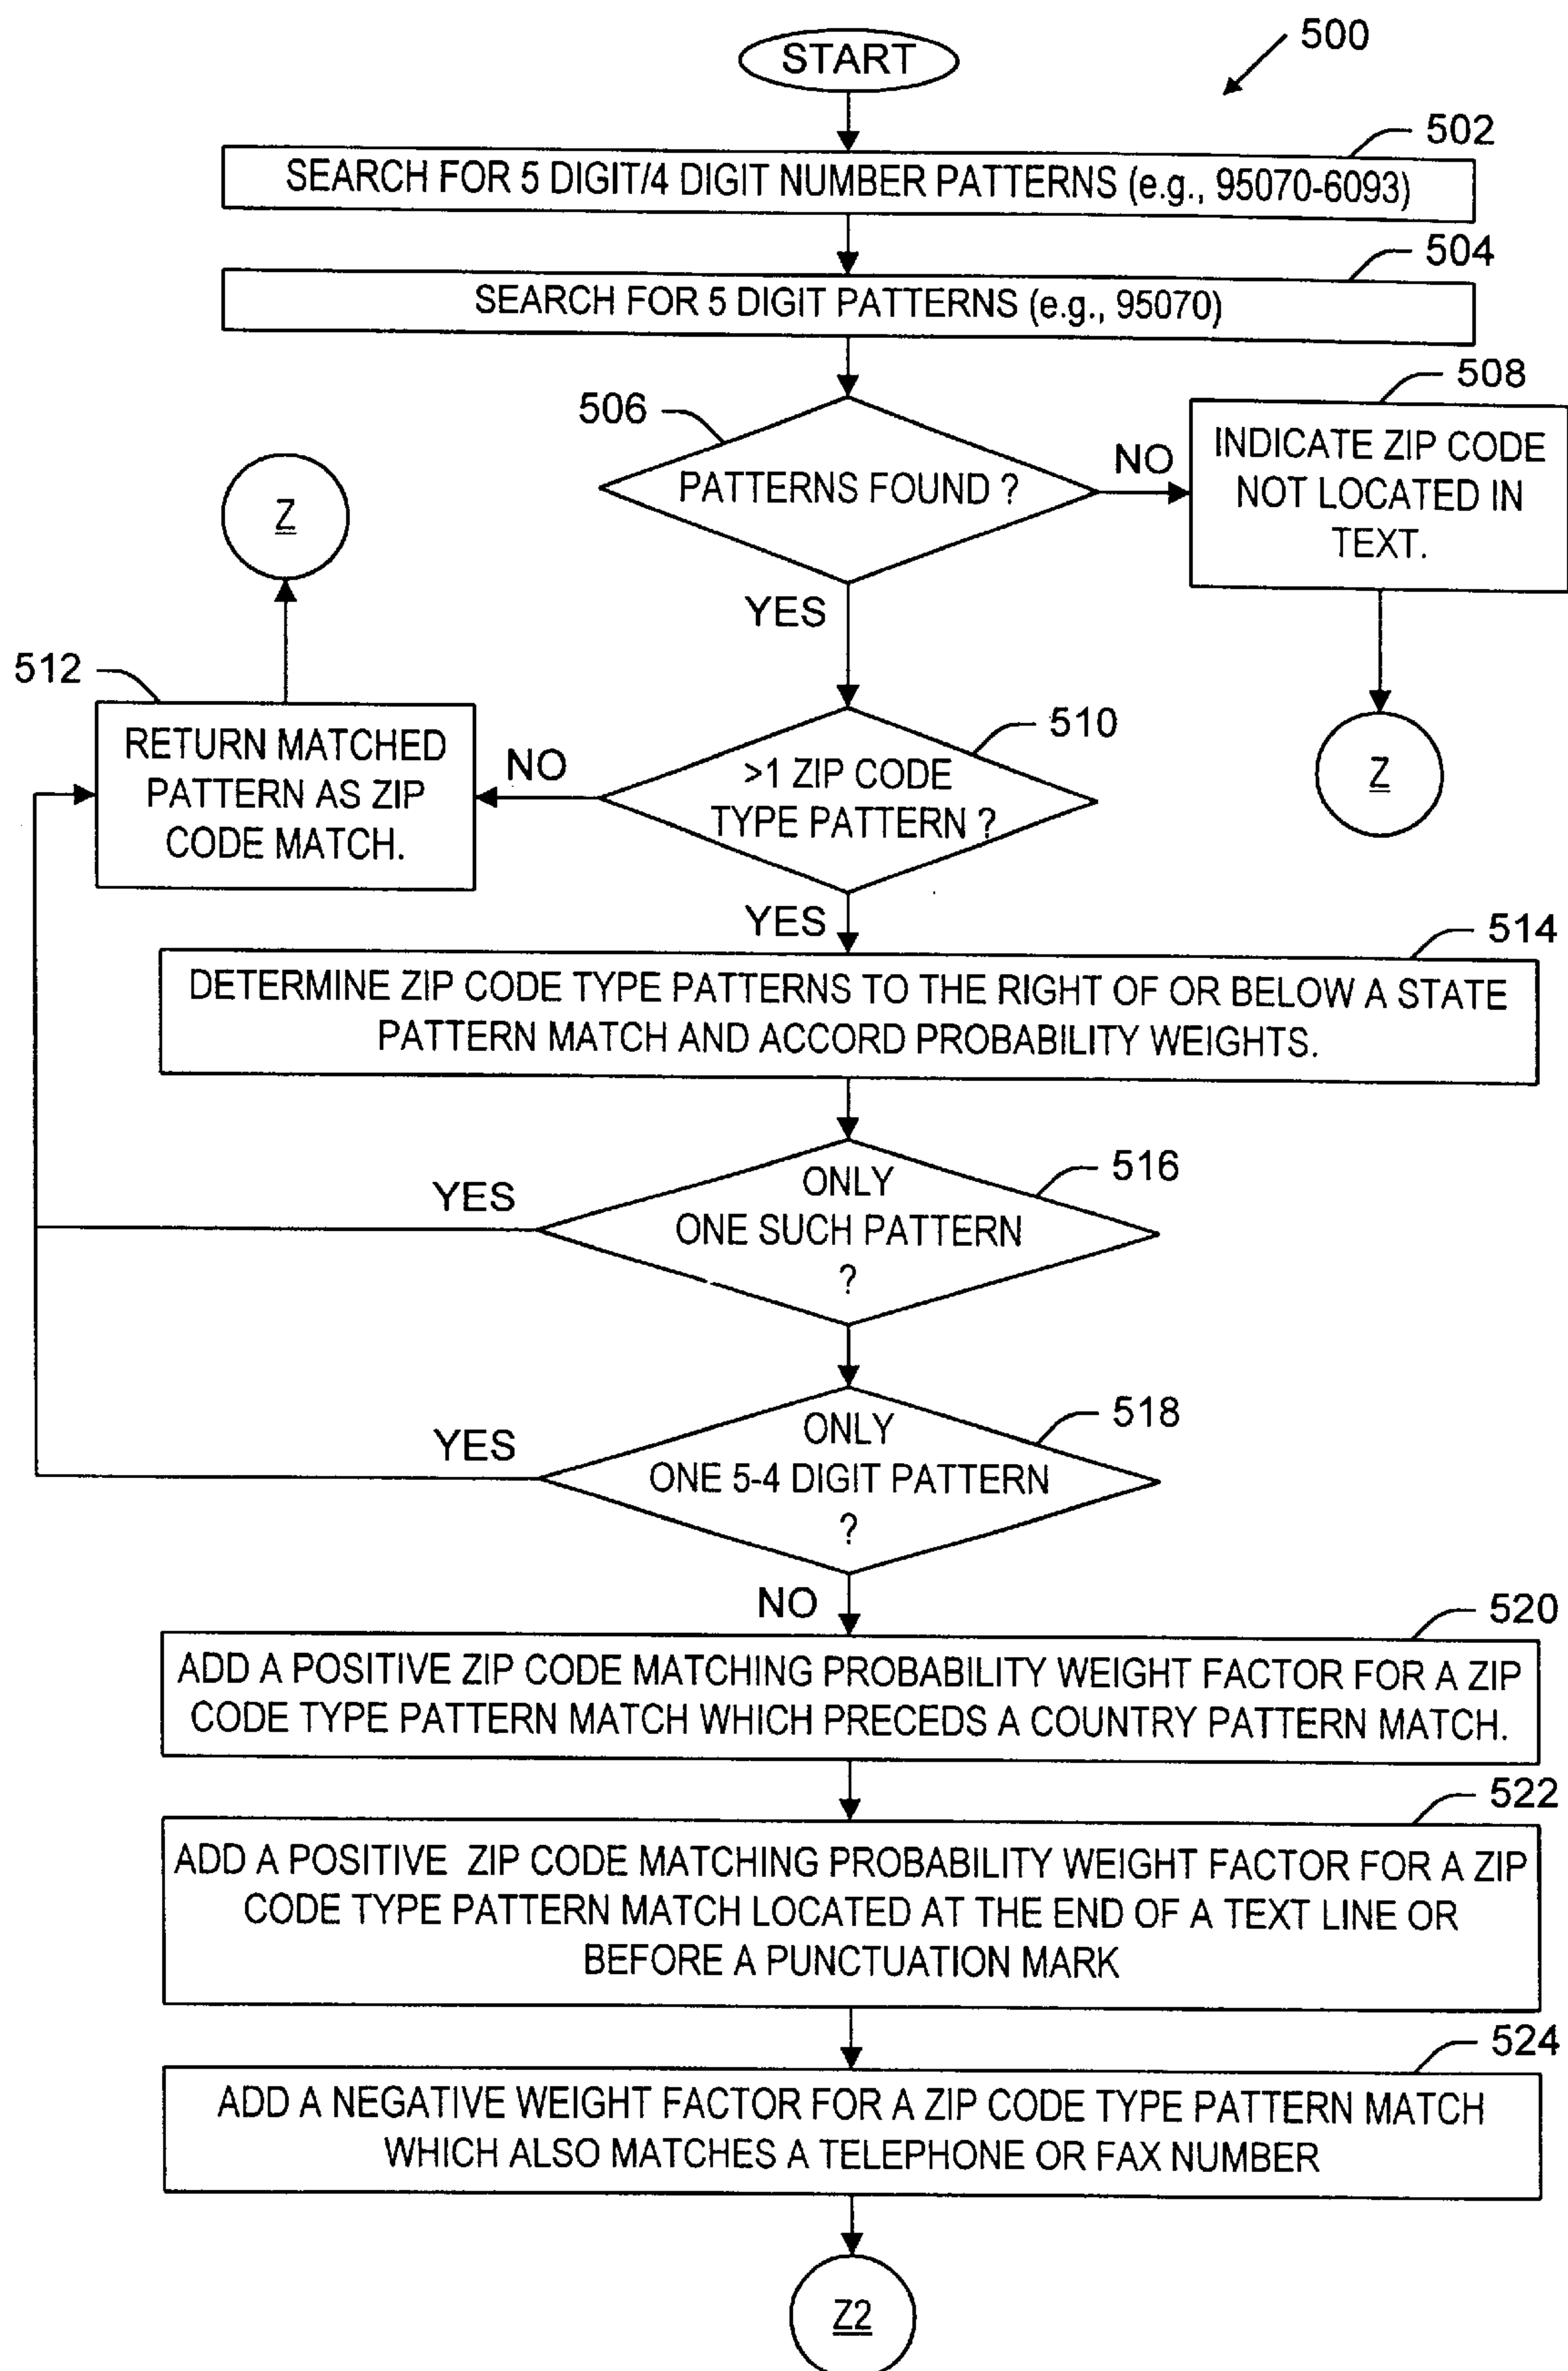 START
500
502
SEARCH FOR 5 DIGIT/4 DIGIT NUMBER PATTERNS (e.g., 95070-6093)
504
SEARCH FOR 5 DIGIT PATTERNS (e.g., 95070)
506
PATTERNS FOUND ?
NO
508
INDICATE ZIP CODE
NOT LOCATED IN
TEXT.
Z
YES
Z
512
RETURN MATCHED
PATTERN AS ZIP
CODE MATCH.
NO
510
>1 ZIP CODE
TYPE PATTERN ?
YES
514
DETERMINE ZIP CODE TYPE PATTERNS TO THE RIGHT OF OR BELOW A STATE
PATTERN MATCH AND ACCORD PROBABILITY WEIGHTS.
516
YES
ONLY
ONE SUCH PATTERN
?
518
YES
ONLY
ONE 5-4 DIGIT PATTERN
?
NO
520
ADD A POSITIVE ZIP CODE MATCHING PROBABILITY WEIGHT FACTOR FOR A ZIP
CODE TYPE PATTERN MATCH WHICH PRECEDS A COUNTRY PATTERN MATCH.
522
ADD A POSITIVE ZIP CODE MATCHING PROBABILITY WEIGHT FACTOR FOR A ZIP
CODE TYPE PATTERN MATCH LOCATED AT THE END OF A TEXT LINE OR
BEFORE A PUNCTUATION MARK
524
ADD A NEGATIVE WEIGHT FACTOR FOR A ZIP CODE TYPE PATTERN MATCH
WHICH ALSO MATCHES A TELEPHONE OR FAX NUMBER
Z2